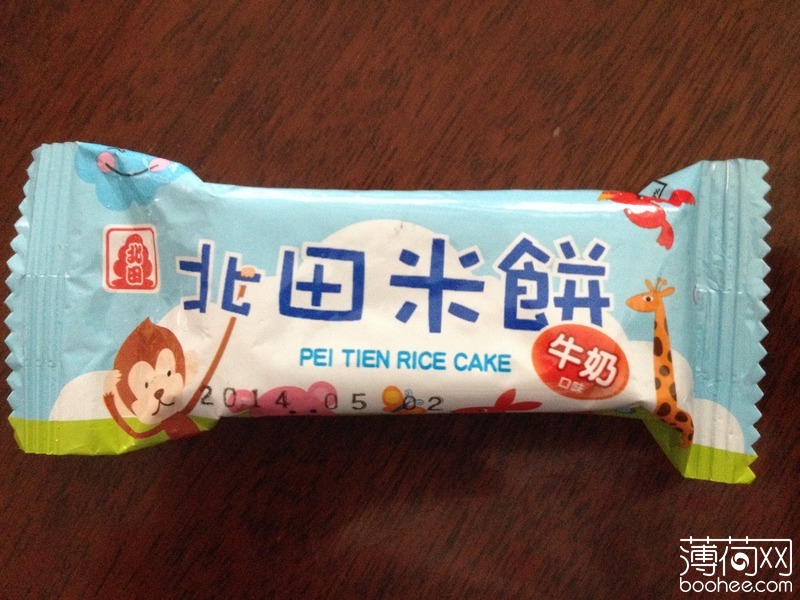 北田
北田米餅
PEI TIEN RICE CAKE
牛奶
口味
2014 05 02
薄荷网
boohee.com